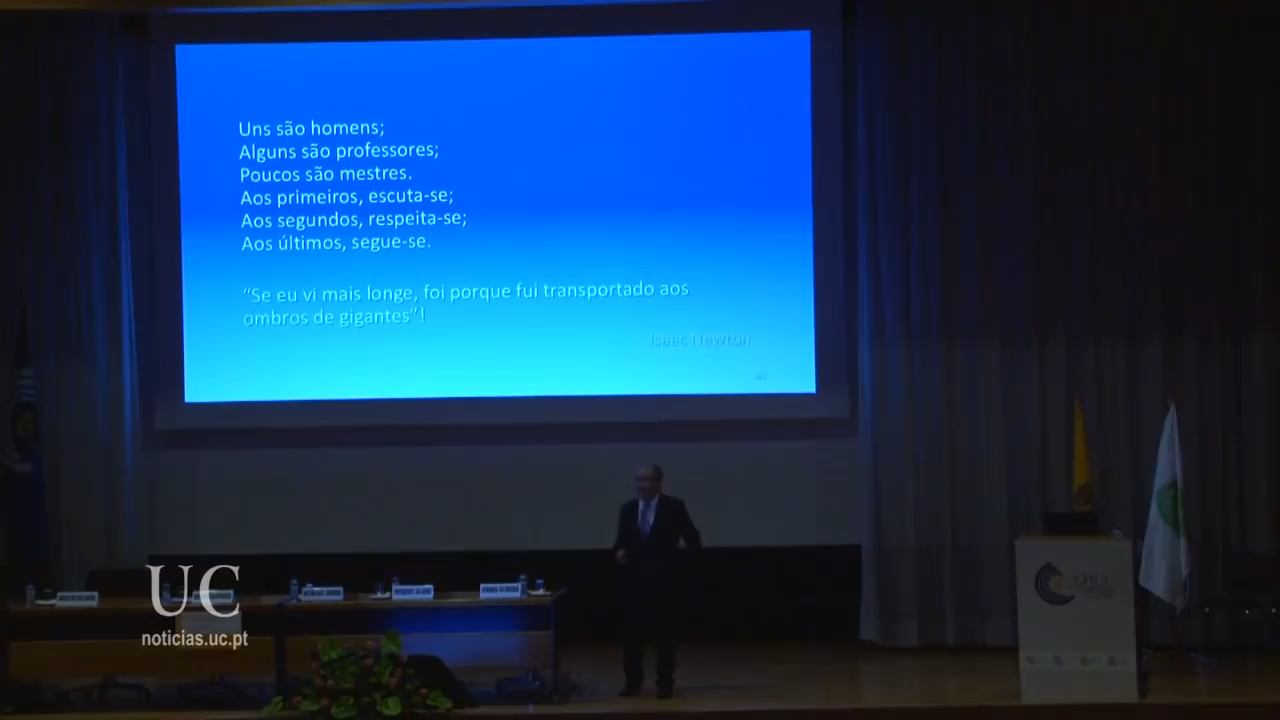 Uns são homens;
Alguns são professores;
Poucos são mestres.
Aos primeiros, escuta-se;
Aos segundos, respeita-se;
Aos últimos, segue-se.
“Se eu vi mais longe, foi porque fui transportado aos
ombros de gigantes”!
Isaac Newton
UC
noticias.uc.pt
CHUC